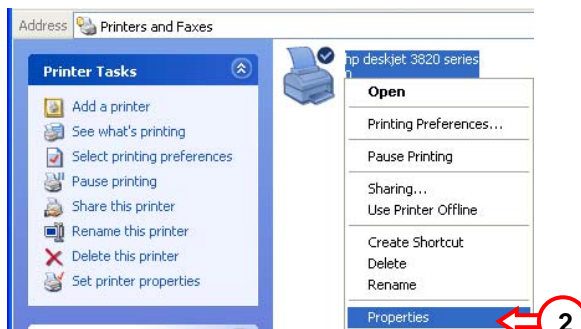 Address Printers and Faxes
Printer Tasks
Add a printer
See what's printing
Select printing preferences
Pause printing
Share this printer
Rename this printer
Delete this printer
Set printer properties
hp deskjet 3820 series
Open
Printing Preferences...
Pause Printing
Sharing...
Use Printer Offline
Create Shortcut
Delete
Rename
Properties
2